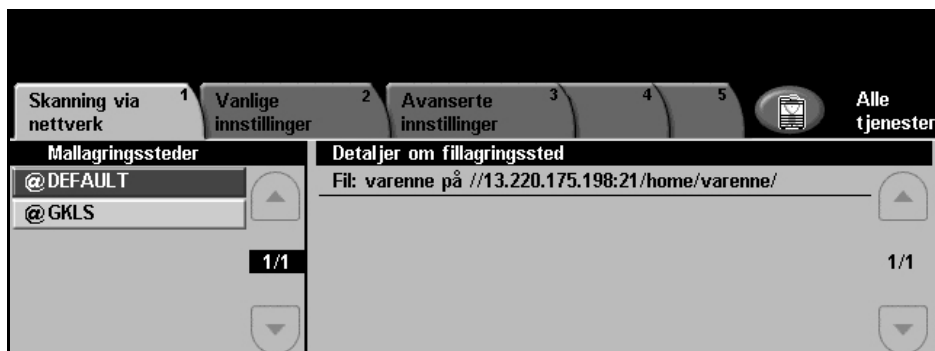 Skanning via nettverk 1
Vanlige innstillinger 2
Avanserte innstillinger 3
4
5
Alle tjenester
Mallagringssteder
Detaljer om fillagringssted
@DEFAULT
Fil: varenne på //13.220.175.198:21/home/varenne/
@GKLS
1/1
1/1